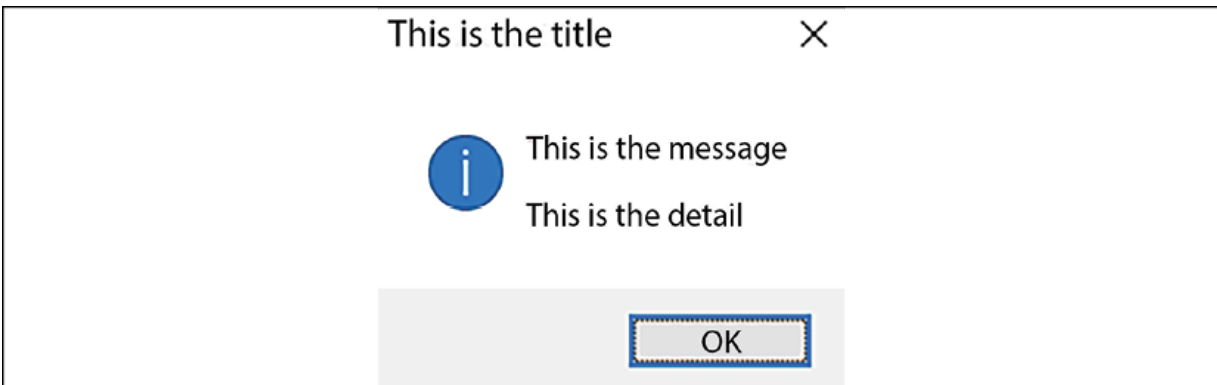 This is the title
This is the message
This is the detail
OK